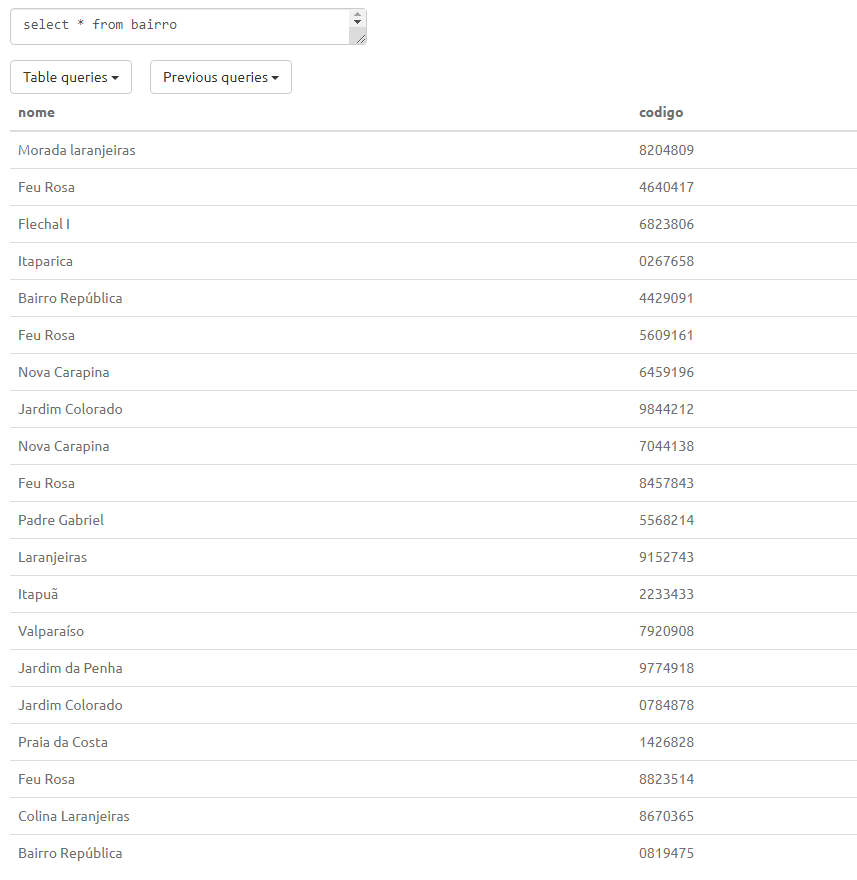 select * from bairro
Table queries Previous queries
nome codigo
Morada laranjeiras 8204809
Feu Rosa 4640417
Flechal I 6823806
Itaparica 0267658
Bairro República 4429091
Feu Rosa 5609161
Nova Carapina 6459196
Jardim Colorado 9844212
Nova Carapina 7044138
Feu Rosa 8457843
Padre Gabriel 5568214
Laranjeiras 9152743
Itapuã 2233433
Valparaíso 7920908
Jardim da Penha 9774918
Jardim Colorado 0784878
Praia da Costa 1426828
Feu Rosa 8823514
Colina Laranjeiras 8670365
Bairro República 0819475